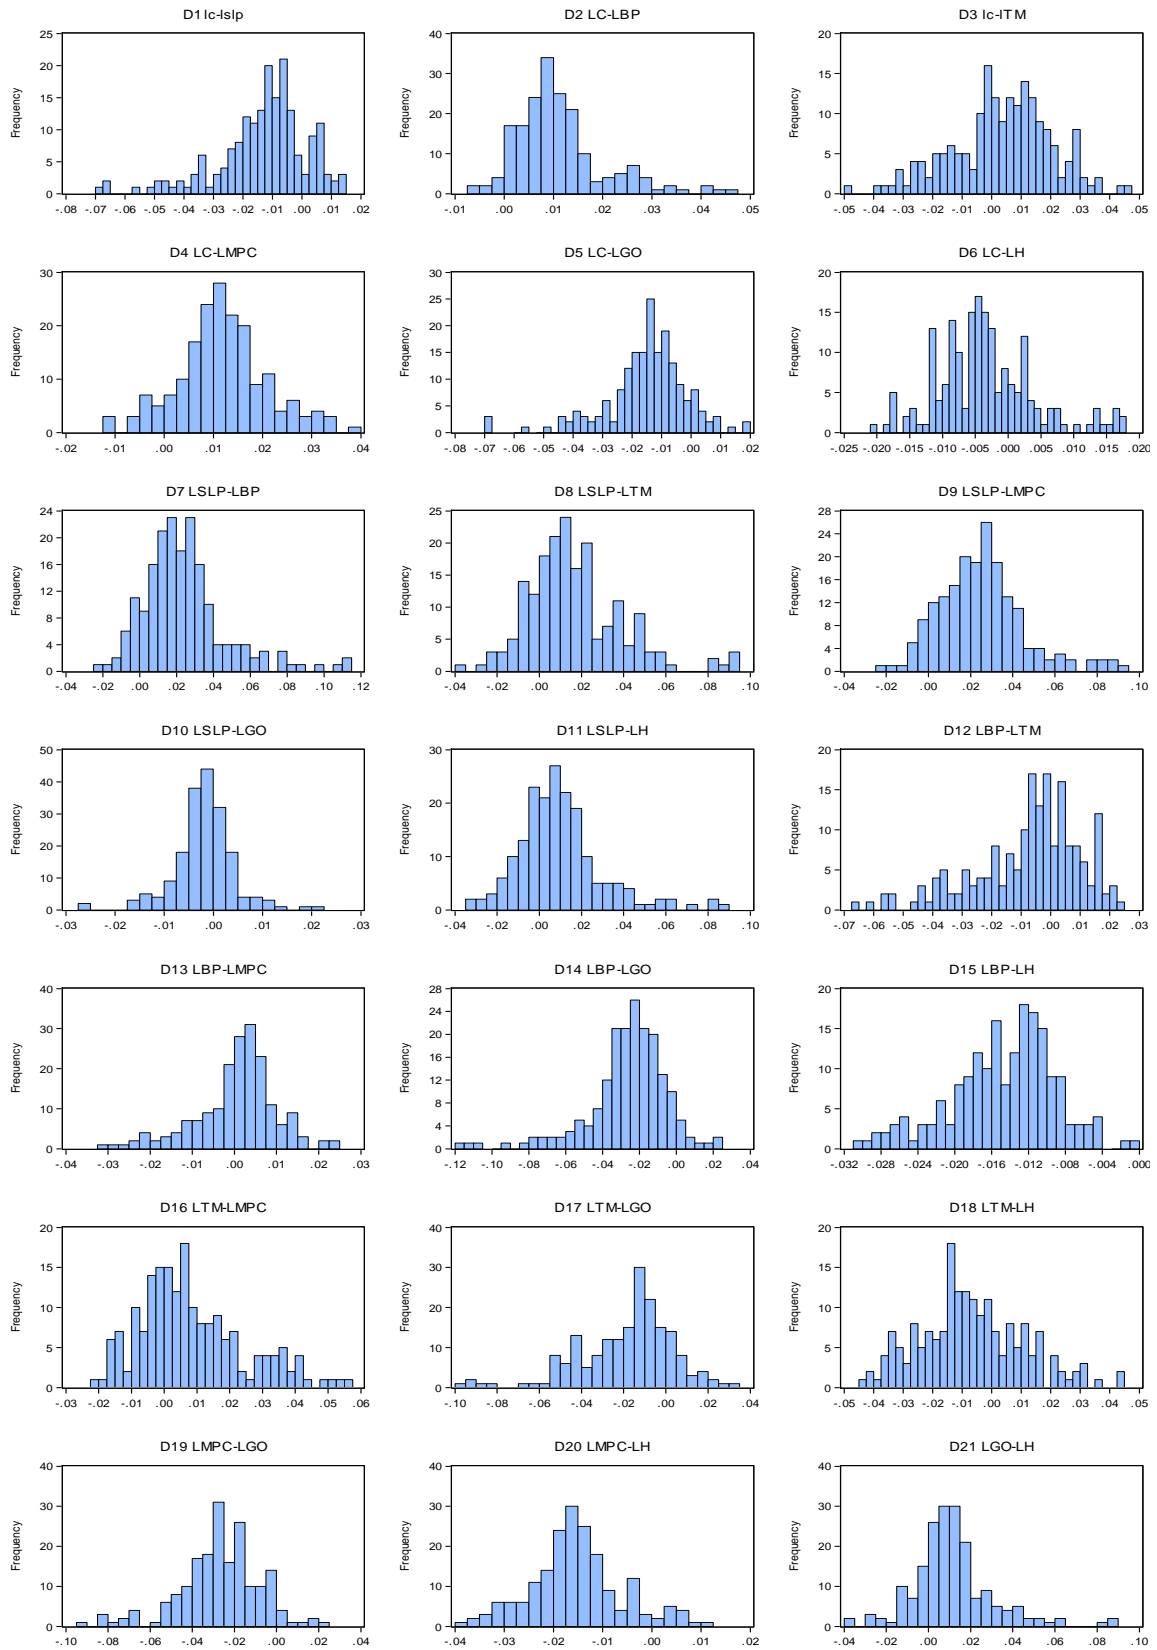 D1 lc-lslp
25
20
15
10
5
0
Frequency
-.08 -.07 -.06 -.05 -.04 -.03 -.02 -.01 .00 .01 .02
D2 LC-LBP
40
30
20
10
0
Frequency
-.01 .00 .01 .02 .03 .04 .05
D3 lc-lTM
20
15
10
5
0
Frequency
-.05 -.04 -.03 -.02 -.01 .00 .01 .02 .03 .04 .05
D4 LC-LMPC
30
20
10
0
Frequency
-.02 -.01 .00 .01 .02 .03 .04
D5 LC-LGO
30
25
20
15
10
5
0
Frequency
-.08 -.07 -.06 -.05 -.04 -.03 -.02 -.01 .00 .01 .02
D6 LC-LH
20
15
10
5
0
Frequency
-.025 -.020 -.015 -.010 -.005 .000 .005 .010 .015 .020
D7 LSLP-LBP
24
20
16
12
8
4
0
Frequency
-.04 -.02 .00 .02 .04 .06 .08 .10 .12
D8 LSLP-LTM
25
20
15
10
5
0
Frequency
-.04 -.02 .00 .02 .04 .06 .08 .10
D9 LSLP-LMPC
28
24
20
16
12
8
4
0
Frequency
-.04 -.02 .00 .02 .04 .06 .08 .10
D10 LSLP-LGO
50
40
30
20
10
0
Frequency
-.03 -.02 -.01 .00 .01 .02 .03
D11 LSLP-LH
30
20
10
0
Frequency
-.04 -.02 .00 .02 .04 .06 .08 .10
D12 LBP-LTM
20
15
10
5
0
Frequency
-.07 -.06 -.05 -.04 -.03 -.02 -.01 .00 .01 .02 .03
D13 LBP-LMPC
40
30
20
10
0
Frequency
-.04 -.03 -.02 -.01 .00 .01 .02 .03
D14 LBP-LGO
28
24
20
16
12
8
4
0
Frequency
-.12 -.10 -.08 -.06 -.04 -.02 .00 .02 .04
D15 LBP-LH
20
15
10
5
0
Frequency
-.032 -.028 -.024 -.020 -.016 -.012 -.008 -.004 .000
D16 LTM-LMPC
20
15
10
5
0
Frequency
-.03 -.02 -.01 .00 .01 .02 .03 .04 .05 .06
D17 LTM-LGO
40
30
20
10
0
Frequency
-.10 -.08 -.06 -.04 -.02 .00 .02 .04
D18 LTM-LH
20
15
10
5
0
Frequency
-.05 -.04 -.03 -.02 -.01 .00 .01 .02 .03 .04 .05
D19 LMPC-LGO
40
30
20
10
0
Frequency
-.10 -.08 -.06 -.04 -.02 .00 .02 .04
D20 LMPC-LH
40
30
20
10
0
Frequency
-.04 -.03 -.02 -.01 .00 .01 .02
D21 LGO-LH
40
30
20
10
0
Frequency
-.04 -.02 .00 .02 .04 .06 .08 .10